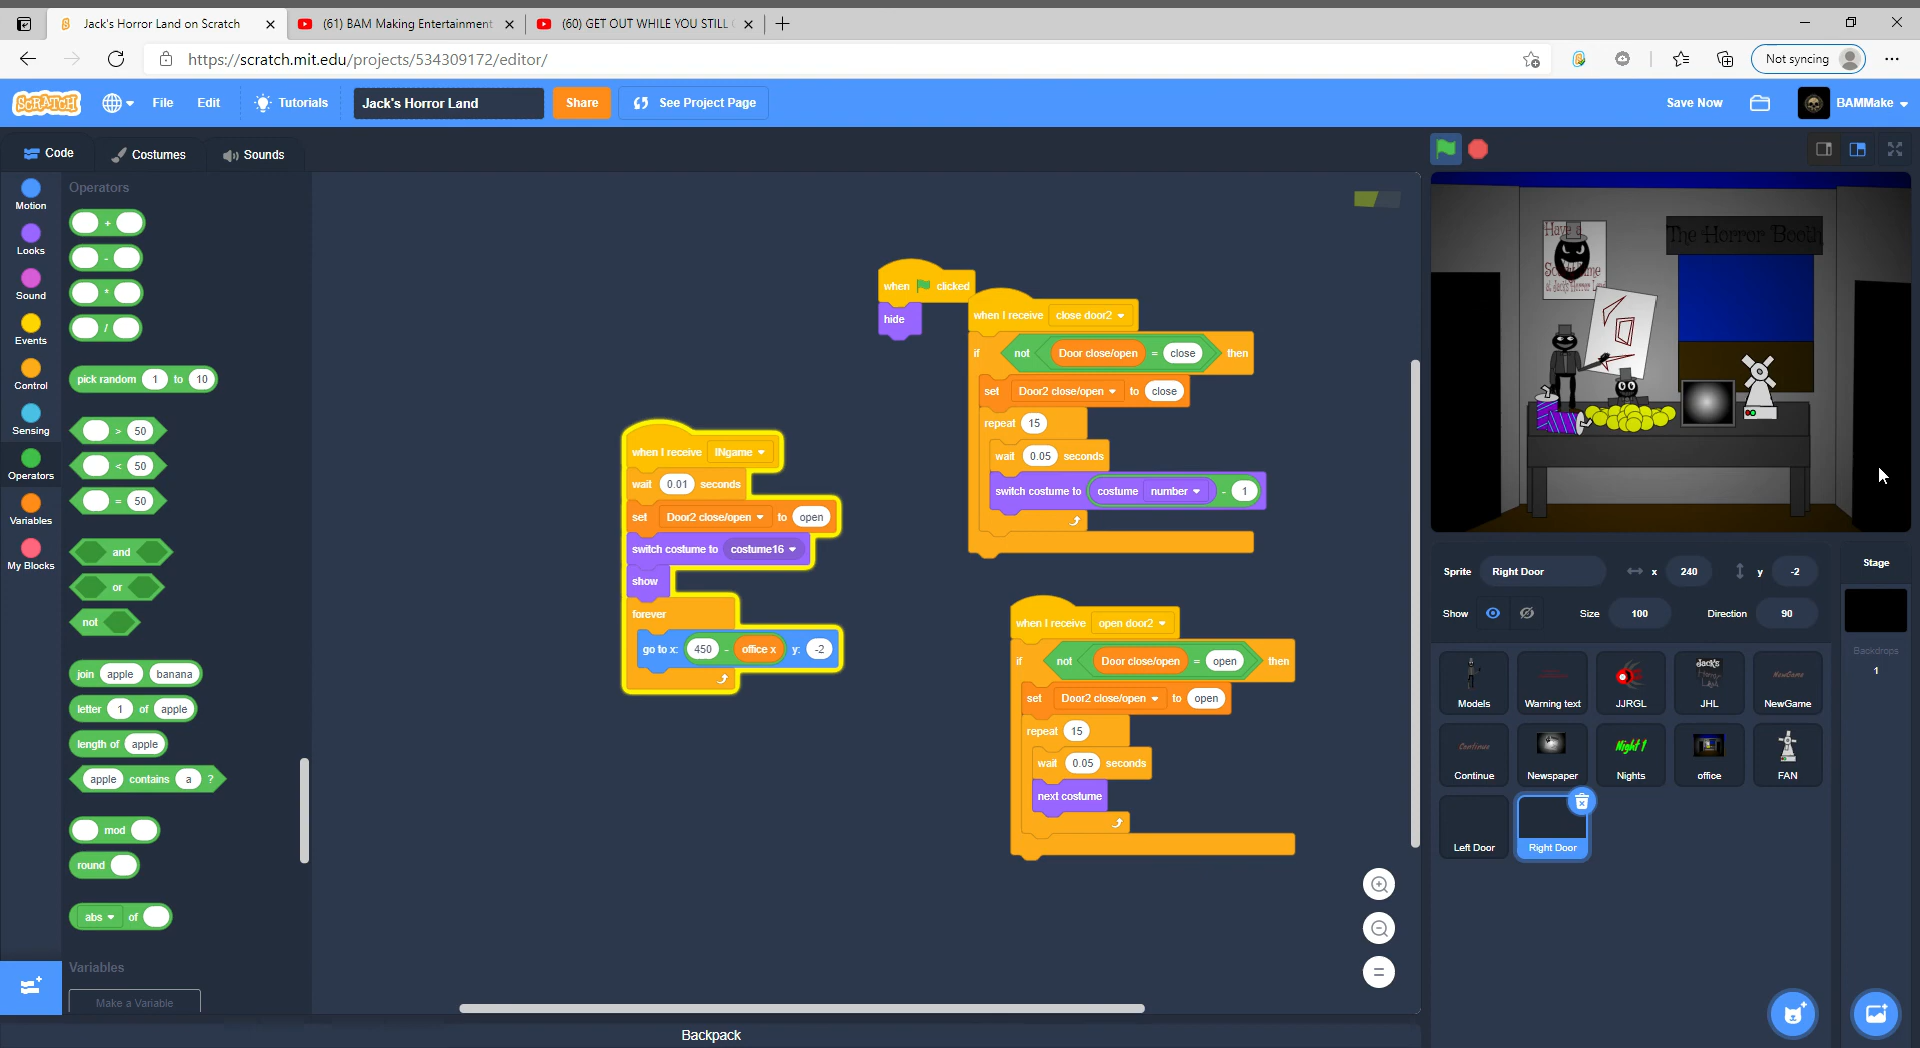 Jack's Horror Land on Scratch
(61) BAM Making Entertainment
(60) GET OUT WHILE YOU STILL
https://scratch.mit.edu/projects/534309172/editor/
Not syncing
SCRATCH
File
Edit
Tutorials
Jack's Horror Land
Share
See Project Page
Save Now
BAMMake
Code
Costumes
Sounds
Motion
Looks
Sound
Events
Control
Sensing
Operators
Variables
My Blocks
Operators
+
-
*
/
pick random 1 to 10
> 50
< 50
= 50
and
or
not
join apple banana
letter 1 of apple
length of apple
apple contains a ?
mod
round
abs of
Variables
Make a Variable
when clicked
hide
when I receive close door2
if not Door close/open = close then
set Door2 close/open to close
repeat 15
wait 0.05 seconds
switch costume to costume number - 1
when I receive INgame
wait 0.01 seconds
set Door2 close/open to open
switch costume to costume16
show
forever
go to x: 450 - office x y: -2
when I receive open door2
if not Door close/open = open then
set Door2 close/open to open
repeat 15
wait 0.05 seconds
next costume
Backpack
Have a
The Horror Booth
Sprite Right Door x 240 y -2
Show Size 100 Direction 90
Stage
Backdrops
1
Models
Warning text
JJRGL
Jack's
Horror
Land
JHL
NewGame
NewGame
Continue
Continue
Newspaper
Night 1
Nights
office
FAN
Left Door
Right Door